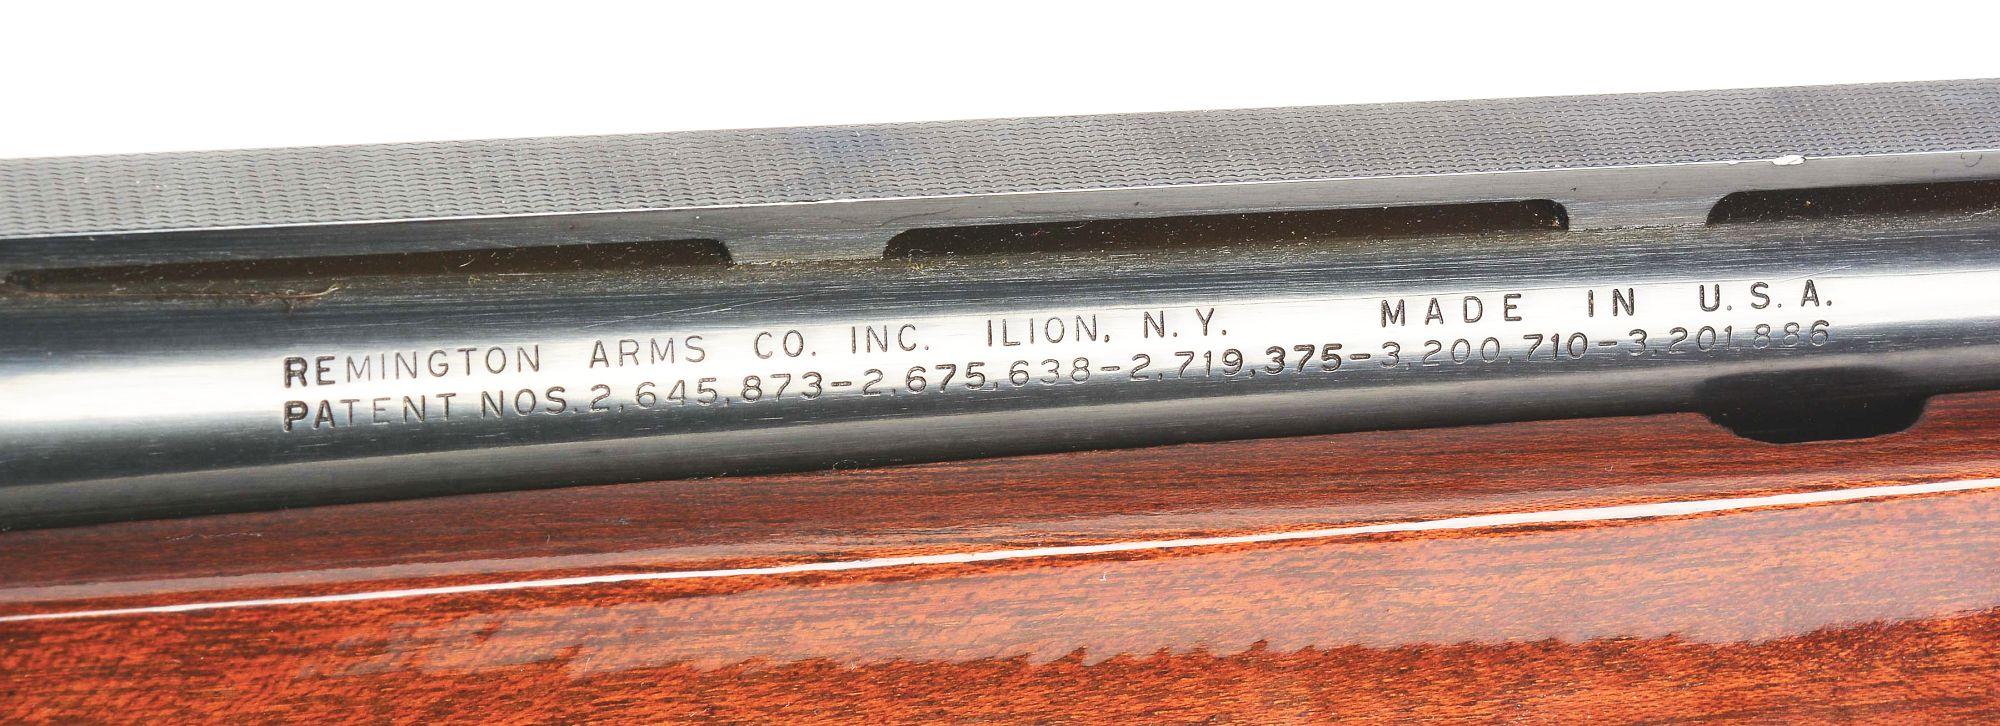 REMINGTON ARMS CO. INC. ILION, N.Y. MADE IN U.S.A.
PATENT NOS. 2,645,873-2,675,638-2,719,375-3,200,710-3,201,886